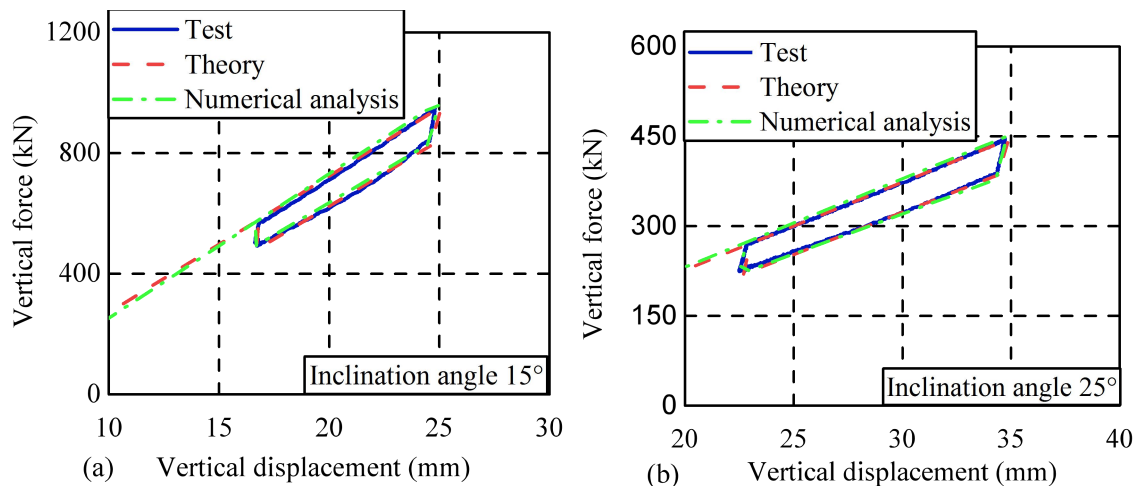 1200
800
400
0
Vertical force (kN)
Test
Theory
Numerical analysis
Inclination angle 15°
10 15 20 25 30
(a) Vertical displacement (mm)
600
450
300
150
0
Vertical force (kN)
Test
Theory
Numerical analysis
Inclination angle 25°
20 25 30 35 40
(b) Vertical displacement (mm)